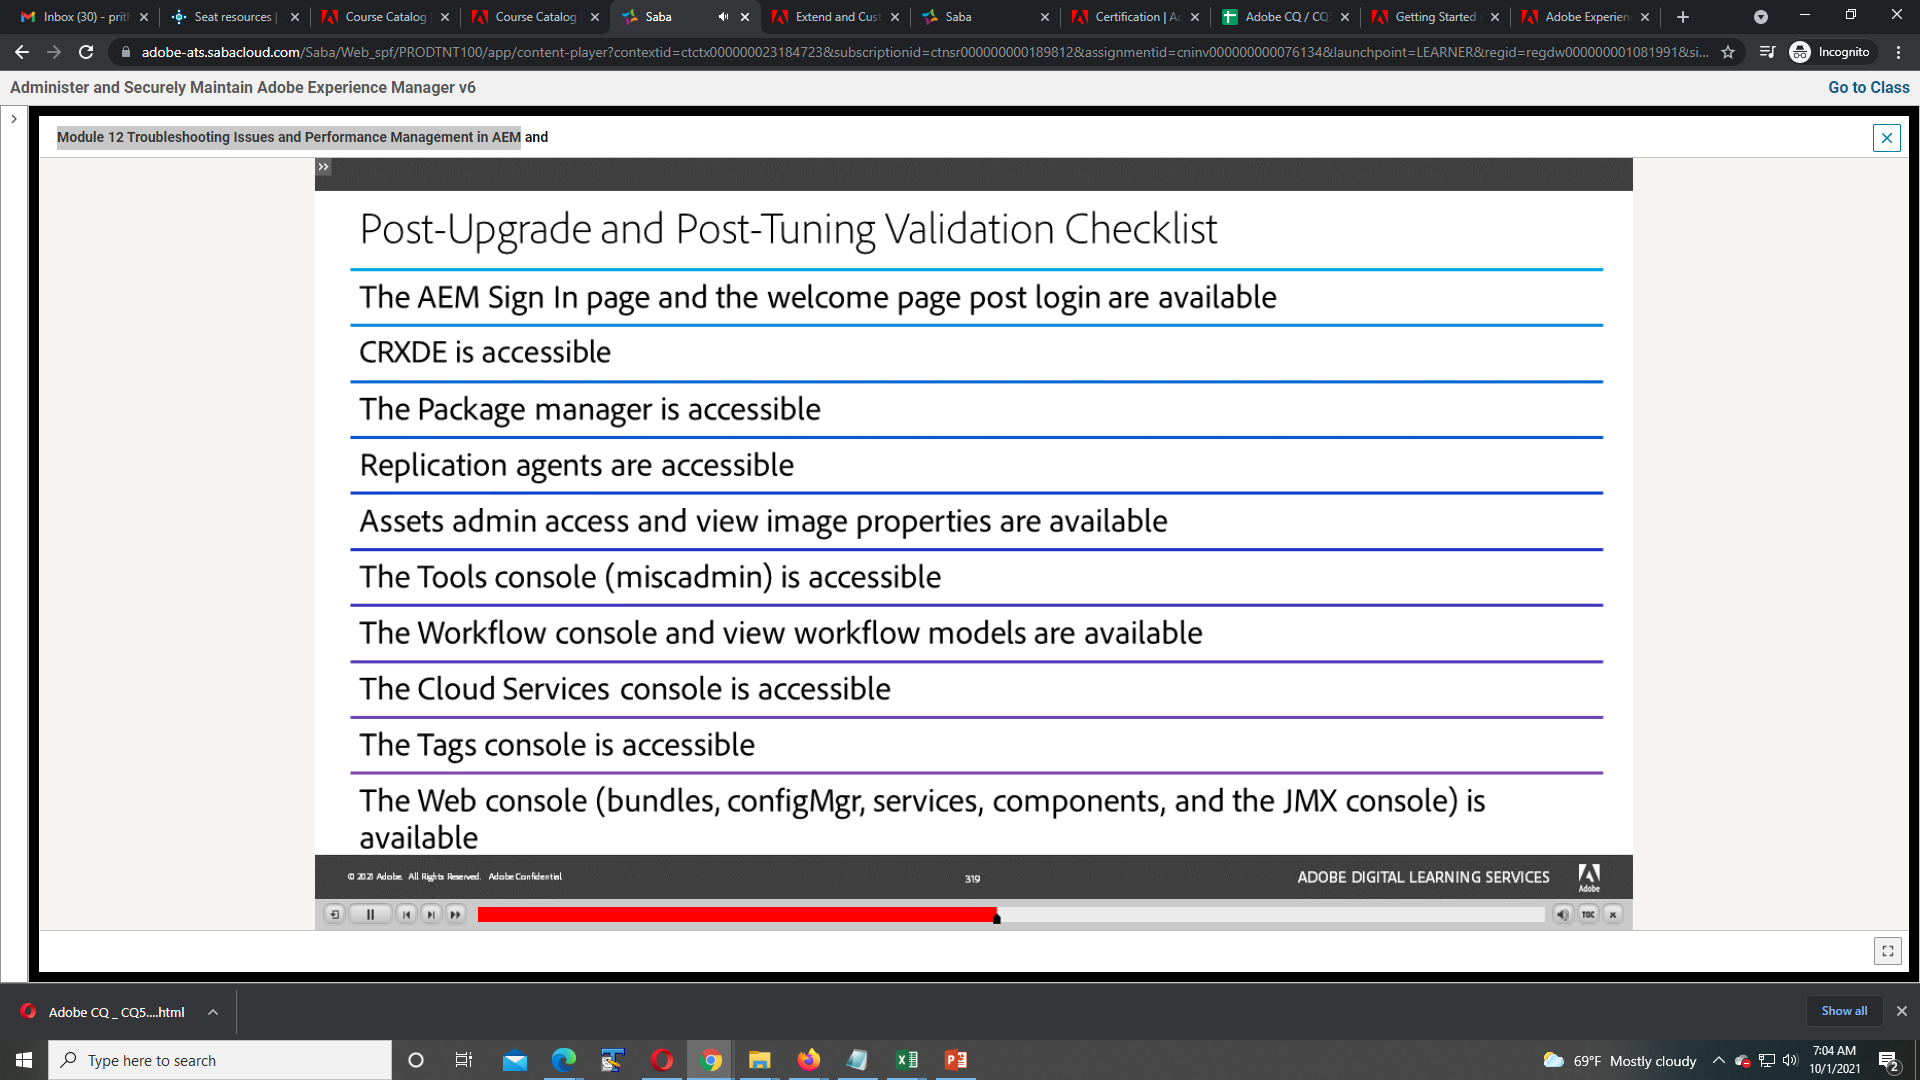 Inbox (30) - prith
Seat resources |
Course Catalog
Course Catalog
Saba
Extend and Cust
Saba
Certification | Ad
Adobe CQ / CQ5
Getting Started
Adobe Experien
adobe-ats.sabacloud.com/Saba/Web_spf/PRODTNT100/app/content-player?contextid=ctctx000000023184723&subscriptionid=ctnsr0000000000189812&assignmentid=cninv000000000076134&launchpoint=LEARNER&regid=regdw000000001081991&si...
Incognito
Administer and Securely Maintain Adobe Experience Manager v6
Go to Class
Module 12 Troubleshooting Issues and Performance Management in AEM and
Post-Upgrade and Post-Tuning Validation Checklist
The AEM Sign In page and the welcome page post login are available
CRXDE is accessible
The Package manager is accessible
Replication agents are accessible
Assets admin access and view image properties are available
The Tools console (miscadmin) is accessible
The Workflow console and view workflow models are available
The Cloud Services console is accessible
The Tags console is accessible
The Web console (bundles, configMgr, services, components, and the JMX console) is
available
© 2021 Adobe. All Rights Reserved. Adobe Confidential
319
ADOBE DIGITAL LEARNING SERVICES
Adobe
TOC
Adobe CQ _ CQ5....html
Show all
Type here to search
69°F Mostly cloudy
7:04 AM
10/1/2021
2